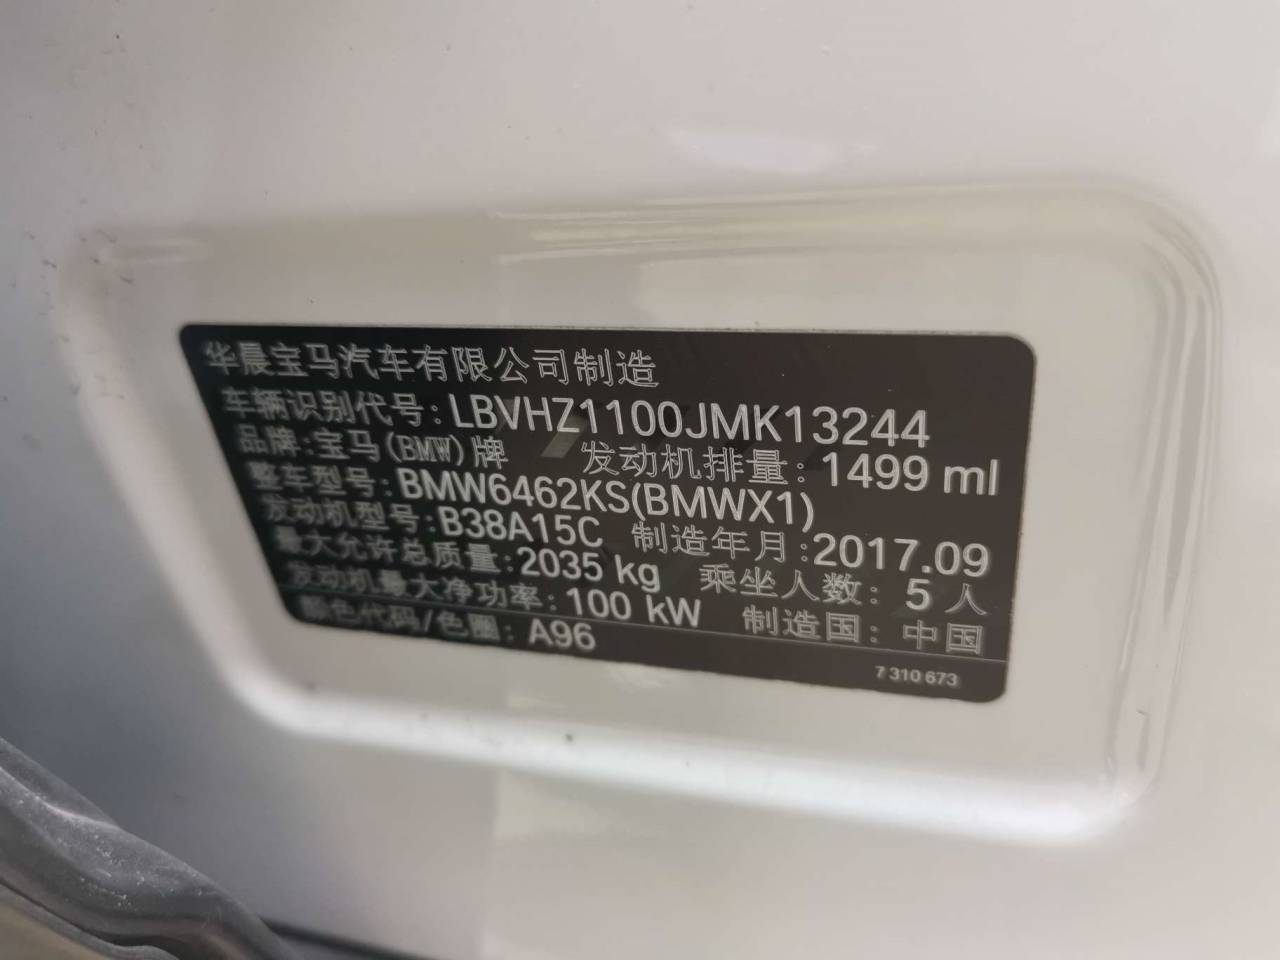 华晨宝马汽车有限公司制造
车辆识别代号: LBVHZ1100JMK13244
品牌: 宝马(BMW)牌 发动机排量: 1499 ml
整车型号: BMW6462KS(BMWX1)
发动机型号: B38A15C 制造年月: 2017.09
最大允许总质量: 2035 kg 乘坐人数: 5 人
发动机最大净功率: 100 kW 制造国: 中国
颜色代码/色圈: A96
7 310 673